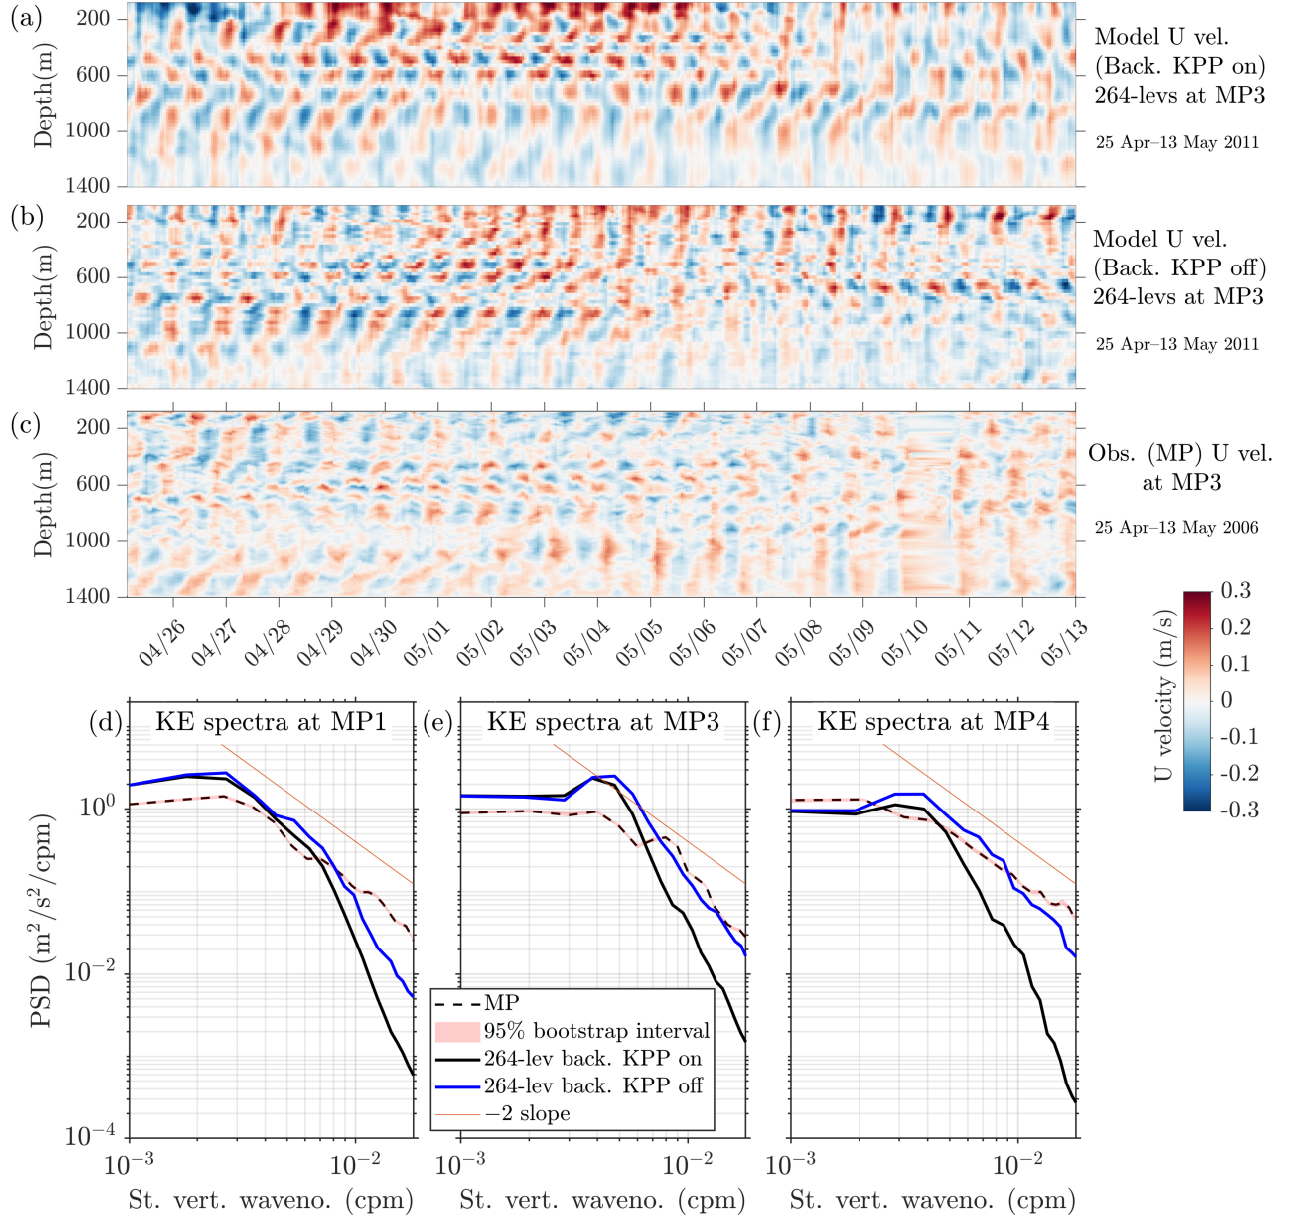 (a)
Depth(m)
200
600
1000
1400
Model U vel.
(Back. KPP on)
264-levs at MP3
25 Apr–13 May 2011
(b)
Depth(m)
200
600
1000
1400
Model U vel.
(Back. KPP off)
264-levs at MP3
25 Apr–13 May 2011
(c)
Depth(m)
200
600
1000
1400
Obs. (MP) U vel.
at MP3
25 Apr–13 May 2006
04/26 04/27 04/28 04/29 04/30 05/01 05/02 05/03 05/04 05/05 05/06 05/07 05/08 05/09 05/10 05/11 05/12 05/13
U velocity (m/s)
0.3
0.2
0.1
0
-0.1
-0.2
-0.3
(d) KE spectra at MP1
(e) KE spectra at MP3
(f) KE spectra at MP4
PSD (m²/s²/cpm)
10⁰
10⁻²
10⁻⁴
MP
95% bootstrap interval
264-lev back. KPP on
264-lev back. KPP off
−2 slope
10⁻³ 10⁻² 10⁻³ 10⁻² 10⁻³ 10⁻²
St. vert. waveno. (cpm) St. vert. waveno. (cpm) St. vert. waveno. (cpm)